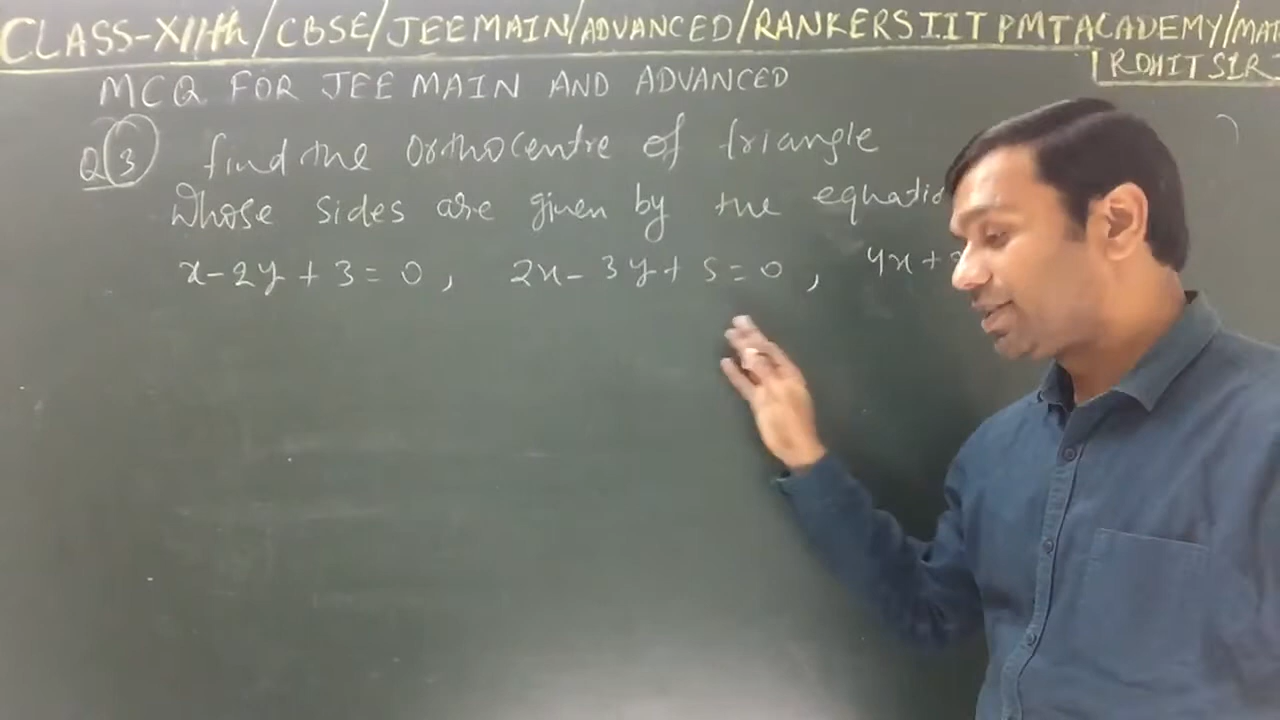 CLASS-XIIth/CBSE/JEE MAIN/ADVANCED/RANKERS IIT PMT ACADEMY/MAT
ROHIT SIR
MCQ FOR JEE MAIN AND ADVANCED
Q3 find the Orthocentre of triangle
Whose sides are given by the equatio
x-2y+3=0, 2x-3y+5=0, 4x+